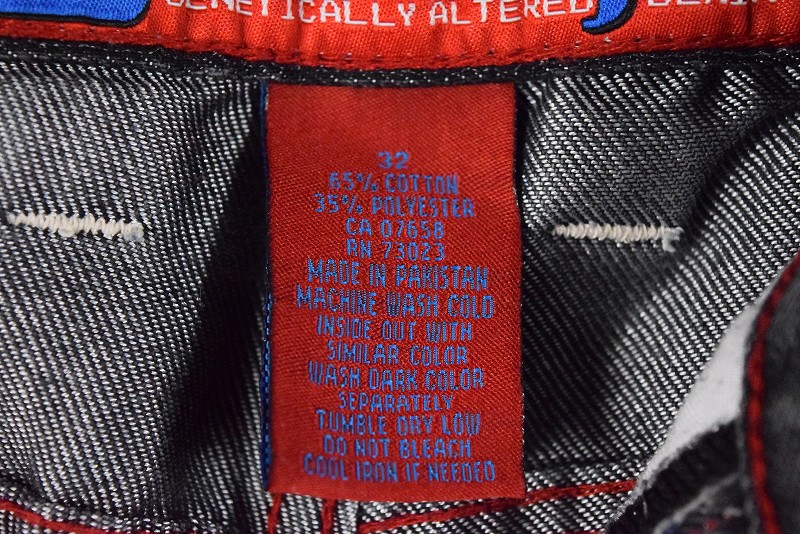 GENETICALLY ALTERED DENIM
32
65% COTTON
35% POLYESTER
CA 07658
RN 73023
MADE IN PAKISTAN
MACHINE WASH COLD
INSIDE OUT WITH
SIMILAR COLOR
WASH DARK COLOR
SEPARATELY
TUMBLE DRY LOW
DO NOT BLEACH
COOL IRON IF NEEDED